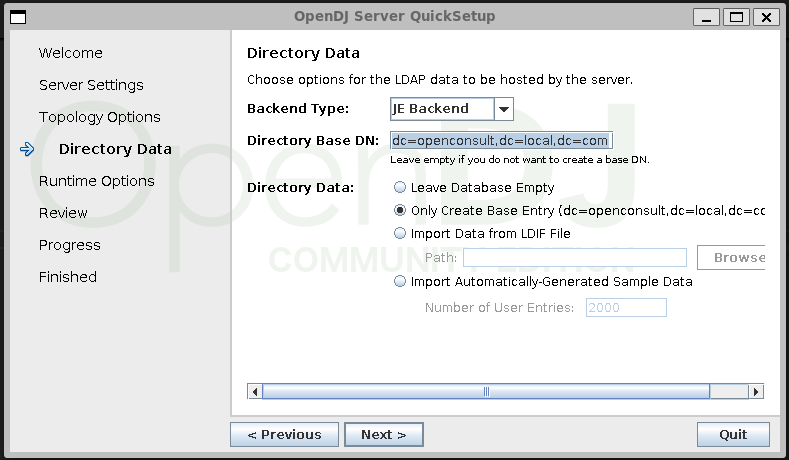 OpenDJ Server QuickSetup
Welcome
Server Settings
Topology Options
Directory Data
Runtime Options
Review
Progress
Finished
Directory Data
Choose options for the LDAP data to be hosted by the server.
Backend Type: JE Backend
Directory Base DN: dc=openconsult,dc=local,dc=com
Leave empty if you do not want to create a base DN.
Directory Data: Leave Database Empty
Only Create Base Entry (dc=openconsult,dc=local,dc=cc
Import Data from LDIF File
Path: Browse
Import Automatically-Generated Sample Data
Number of User Entries: 2000
OpenDJ
COMMUNITY EDITION
< Previous Next > Quit